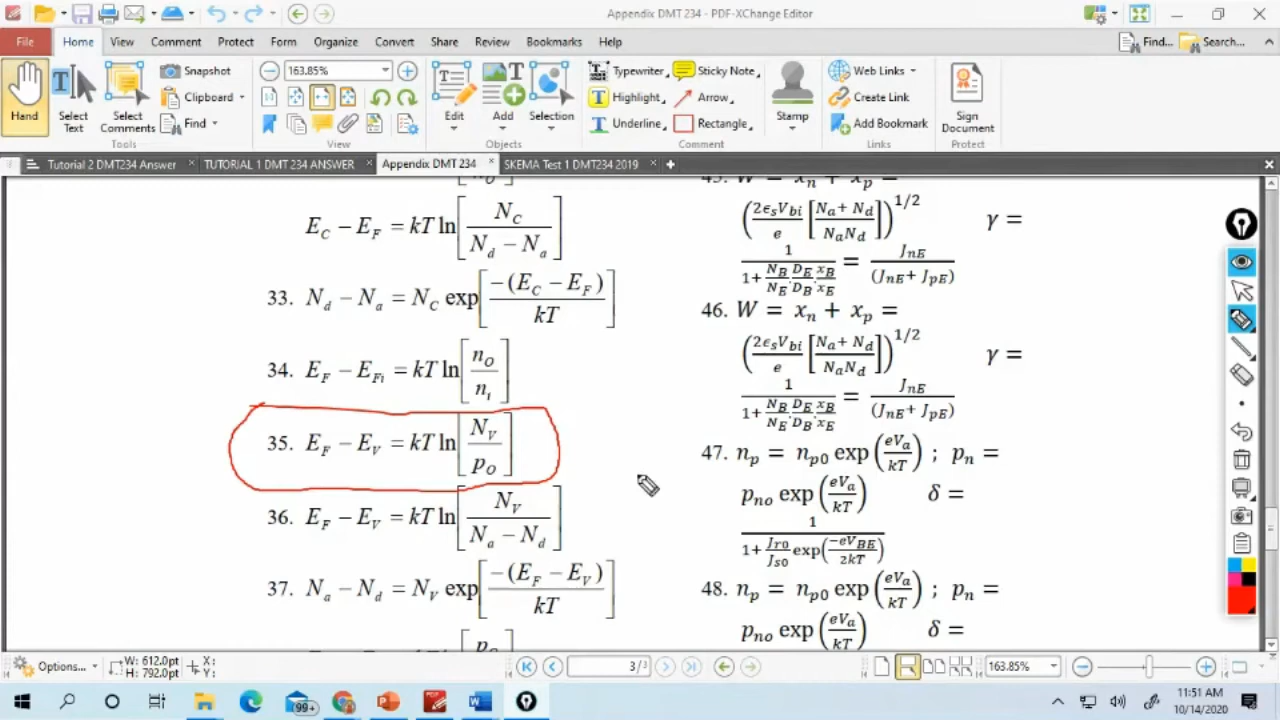 Appendix DMT 234 - PDF-XChange Editor
File Home View Comment Protect Form Organize Convert Share Review Bookmarks Help Find... Search...
Hand
Select Text
Select Comments
Snapshot
Clipboard
Find
Tools
163.85%
View
Edit
Add
Selection
Objects
Typewriter
Highlight
Underline
Sticky Note
Arrow
Rectangle
Stamp
Comment
Web Links
Create Link
Add Bookmark
Links
Sign Document
Protect
Tutorial 2 DMT234 Answer × TUTORIAL 1 DMT 234 ANSWER × Appendix DMT 234 × SKEMA Test 1 DMT234 2019 ×
E_C − E_F = kT ln[N_C / (N_d − N_a)]
33. N_d − N_a = N_C exp[−(E_C − E_F) / kT]
34. E_F − E_Fi = kT ln[n_O / n_i]
35. E_F − E_V = kT ln[N_V / p_O]
36. E_F − E_V = kT ln[N_V / (N_a − N_d)]
37. N_a − N_d = N_V exp[−(E_F − E_V) / kT]
45. W = x_n + x_p =
(2ϵ_sV_bi / e [N_a + N_d / N_aN_d])^1/2 γ =
1 / (1 + N_B/N_E . D_E/D_B . x_B/x_E) = J_nE / (J_nE + J_pE)
46. W = x_n + x_p =
(2ϵ_sV_bi / e [N_a + N_d / N_aN_d])^1/2 γ =
1 / (1 + N_B/N_E . D_E/D_B . x_B/x_E) = J_nE / (J_nE + J_pE)
47. n_p = n_p0 exp(eV_a / kT) ; p_n =
p_no exp(eV_a / kT) δ =
1 / (1 + J_r0/J_s0 exp(−eV_BE / 2kT))
48. n_p = n_p0 exp(eV_a / kT) ; p_n =
p_no exp(eV_a / kT) δ =
Options... W: 612.0pt X:
H: 792.0pt Y:
3/3
163.85%
99+
11:51 AM
10/14/2020